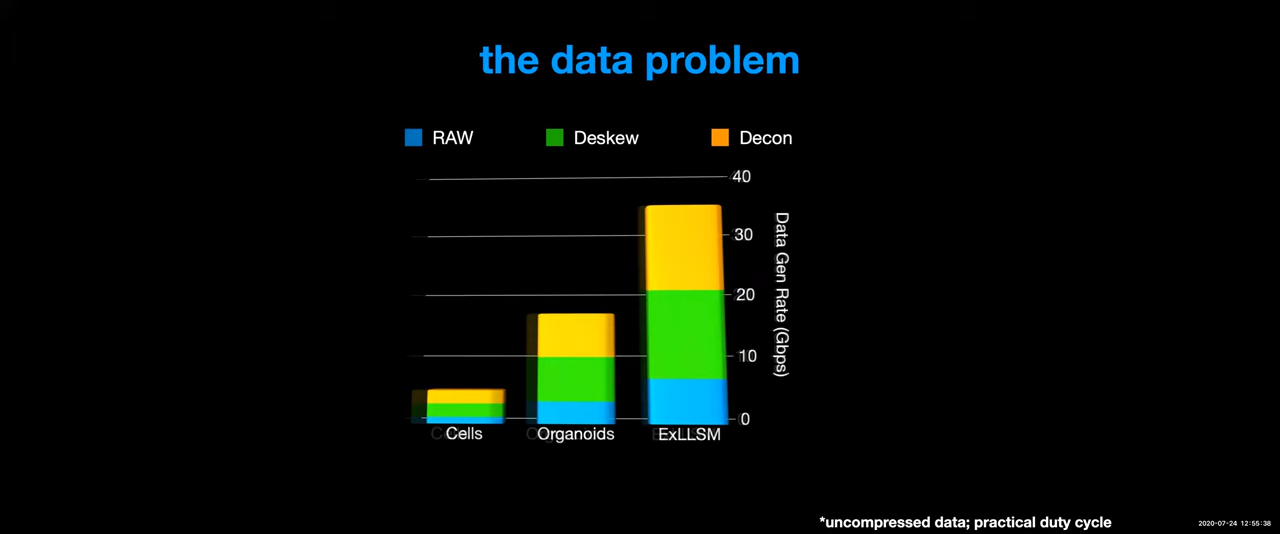 the data problem
RAW Deskew Decon
40
30
20
10
0
Data Gen Rate (Gbps)
Cells Organoids ExLLSM
*uncompressed data; practical duty cycle
2020-07-24 12:55:38